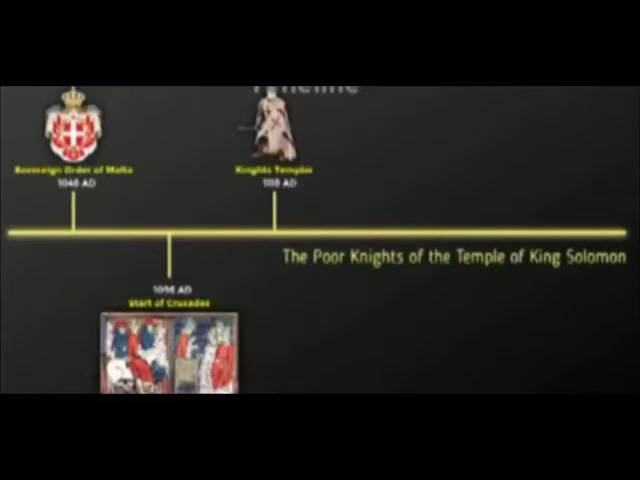 Timeline
Sovereign Order of Malta
1048 AD
Knights Templar
1118 AD
The Poor Knights of the Temple of King Solomon
AD
Start of Crusades